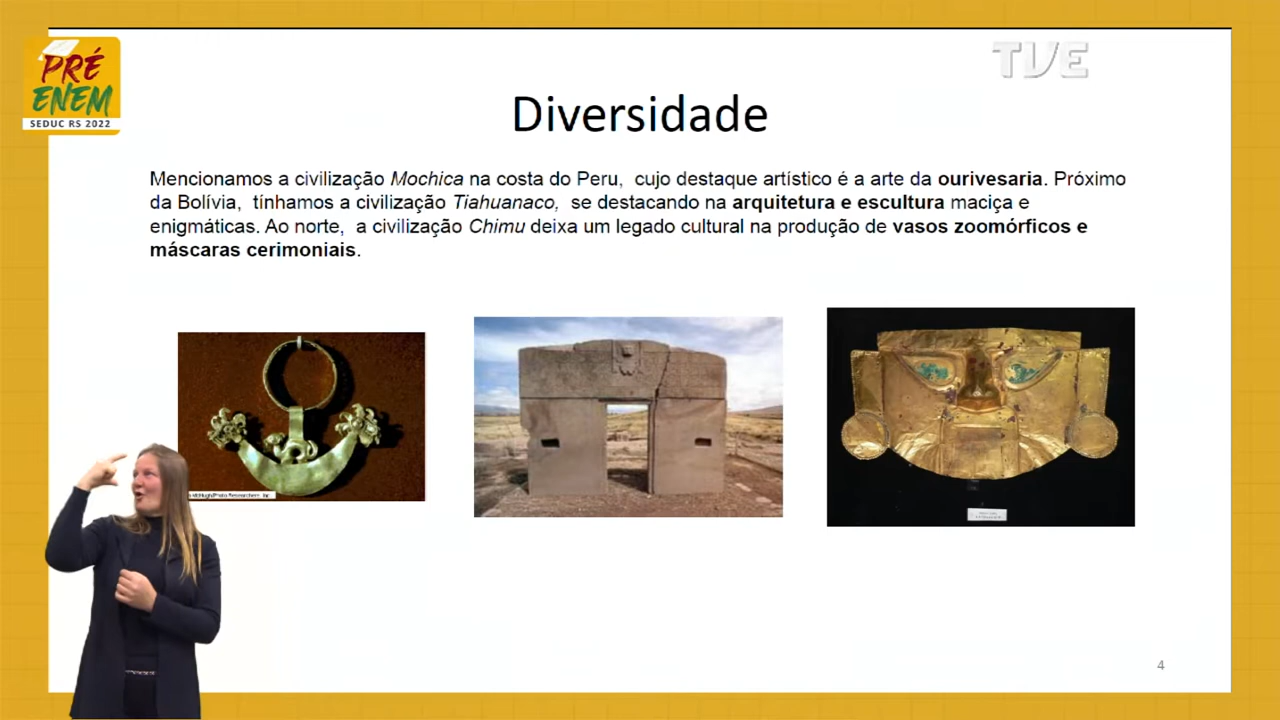 PRÉ
ENEM
SEDUC RS 2022
TVE
Diversidade
Mencionamos a civilização Mochica na costa do Peru, cujo destaque artístico é a arte da ourivesaria. Próximo
da Bolívia, tínhamos a civilização Tiahuanaco, se destacando na arquitetura e escultura maciça e
enigmáticas. Ao norte, a civilização Chimu deixa um legado cultural na produção de vasos zoomórficos e
máscaras cerimoniais.
4